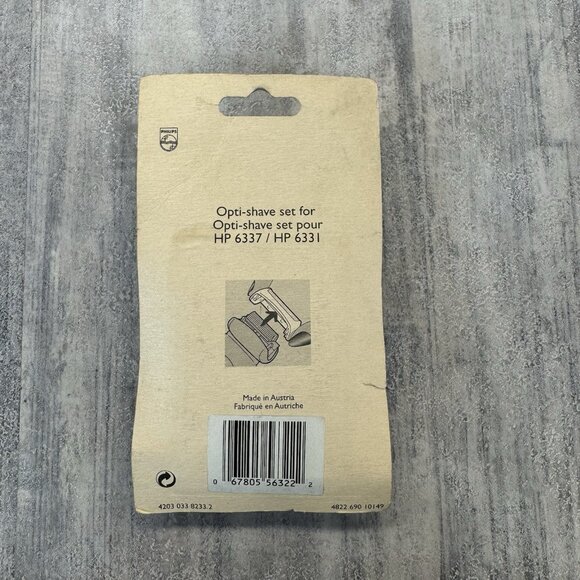 PHILIPS
Opti-shave set for
Opti-shave set pour
HP 6337 / HP 6331
Made in Austria
Fabriqué en Autriche
0 67805 56322 2
4203 033 8233.2
4822 690 10149